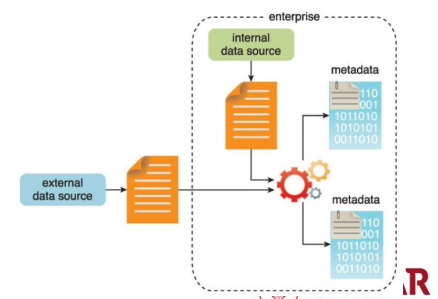 enterprise
internal
data source
metadata
110
001
1011010
1010101
0011010
external
data source
metadata
110
001
1011010
1010101
0011010
AR